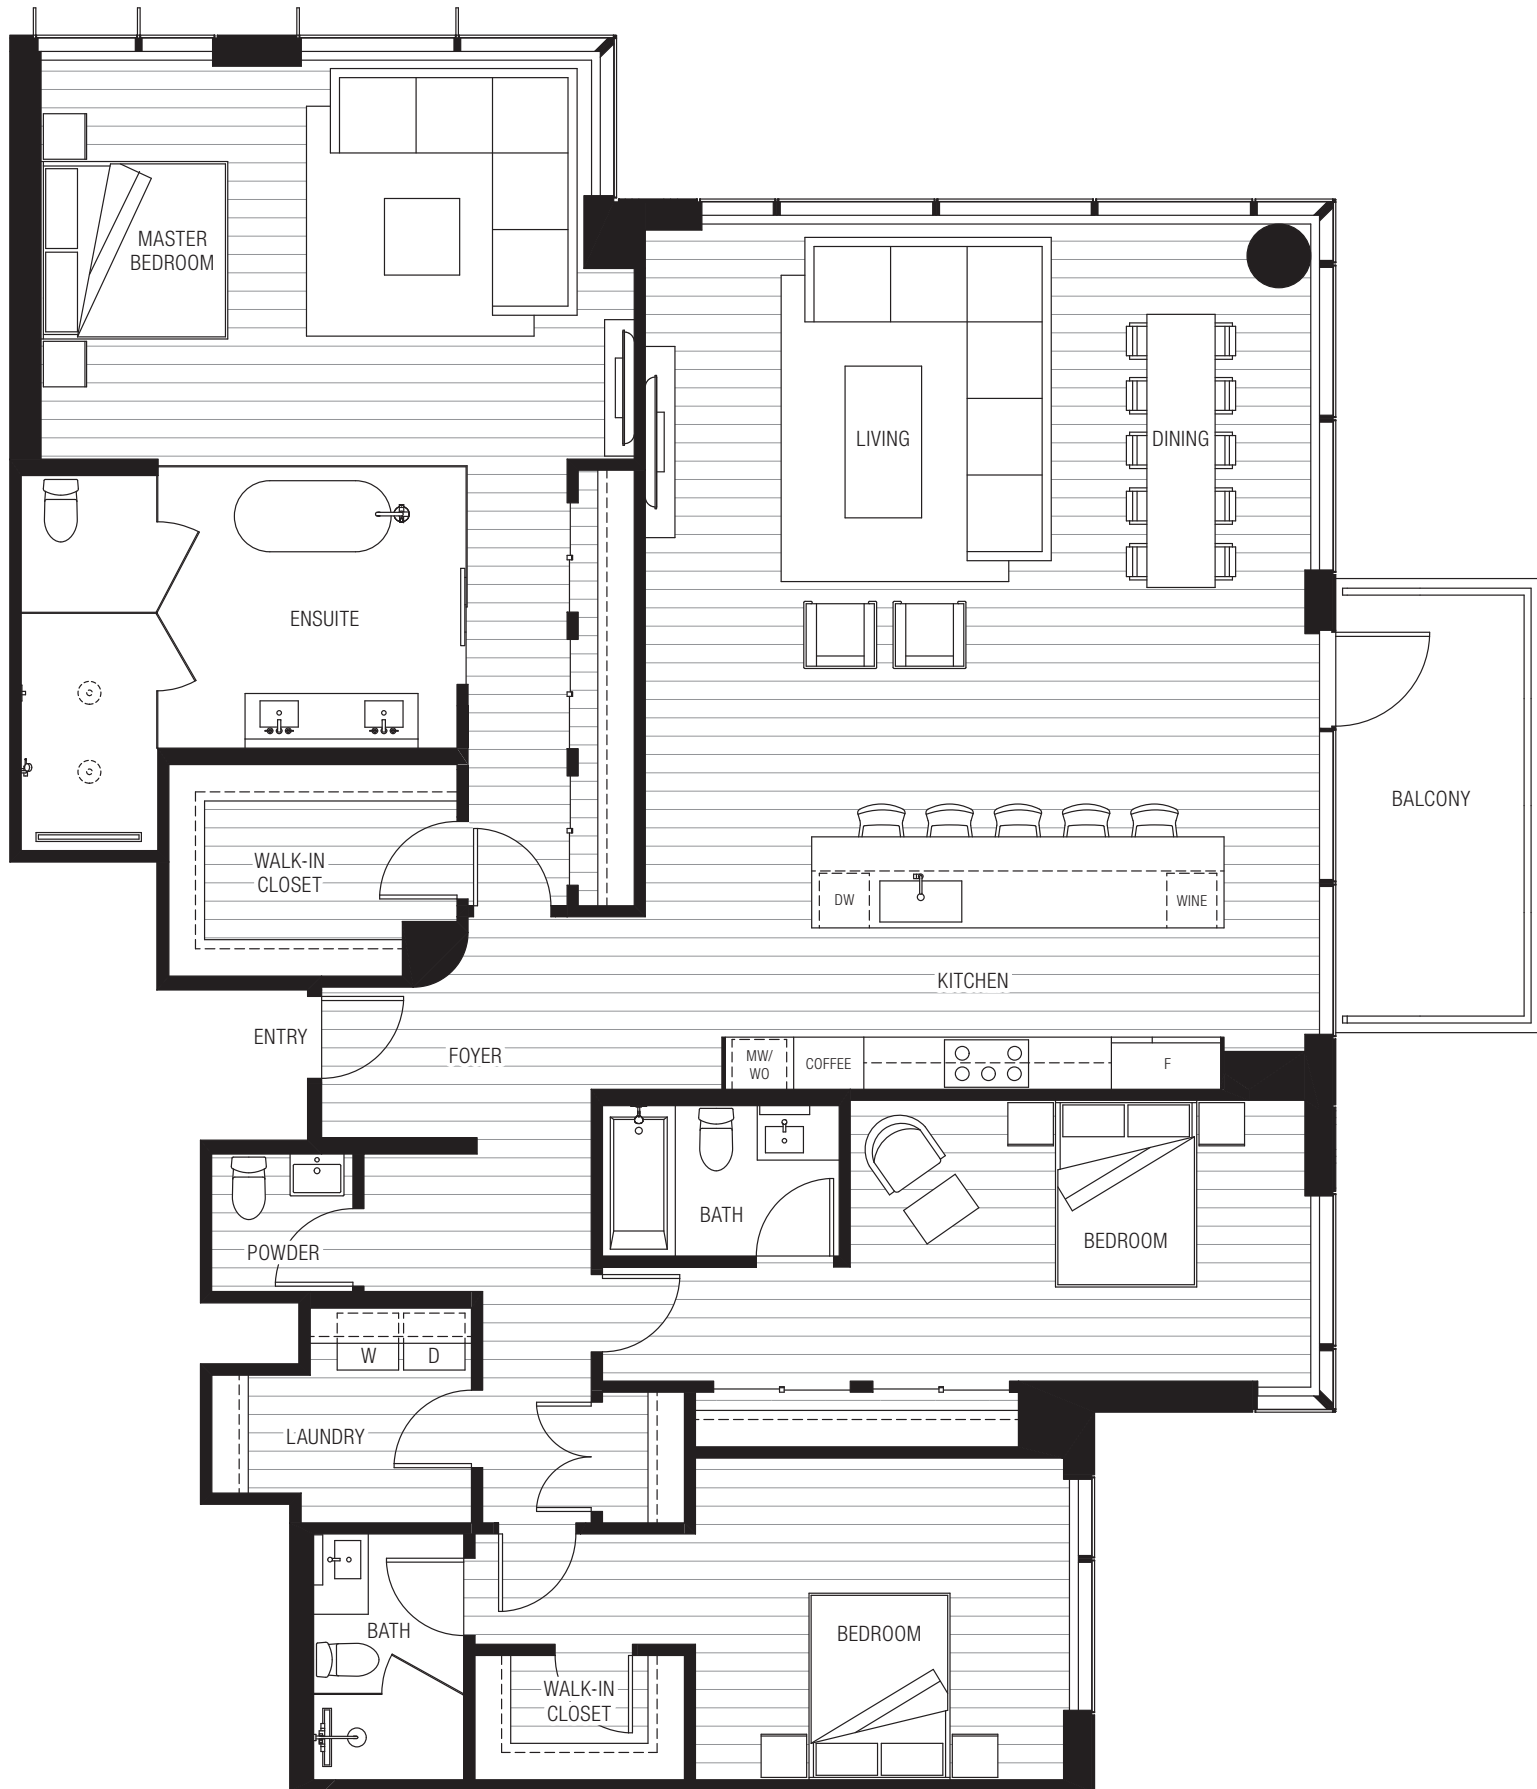 MASTER
BEDROOM
LIVING
DINING
ENSUITE
BALCONY
WALK-IN
CLOSET
DW
WINE
KITCHEN
ENTRY
FOYER
MW/
WO
COFFEE
F
BATH
POWDER
BEDROOM
W
D
LAUNDRY
BATH
BEDROOM
WALK-IN
CLOSET